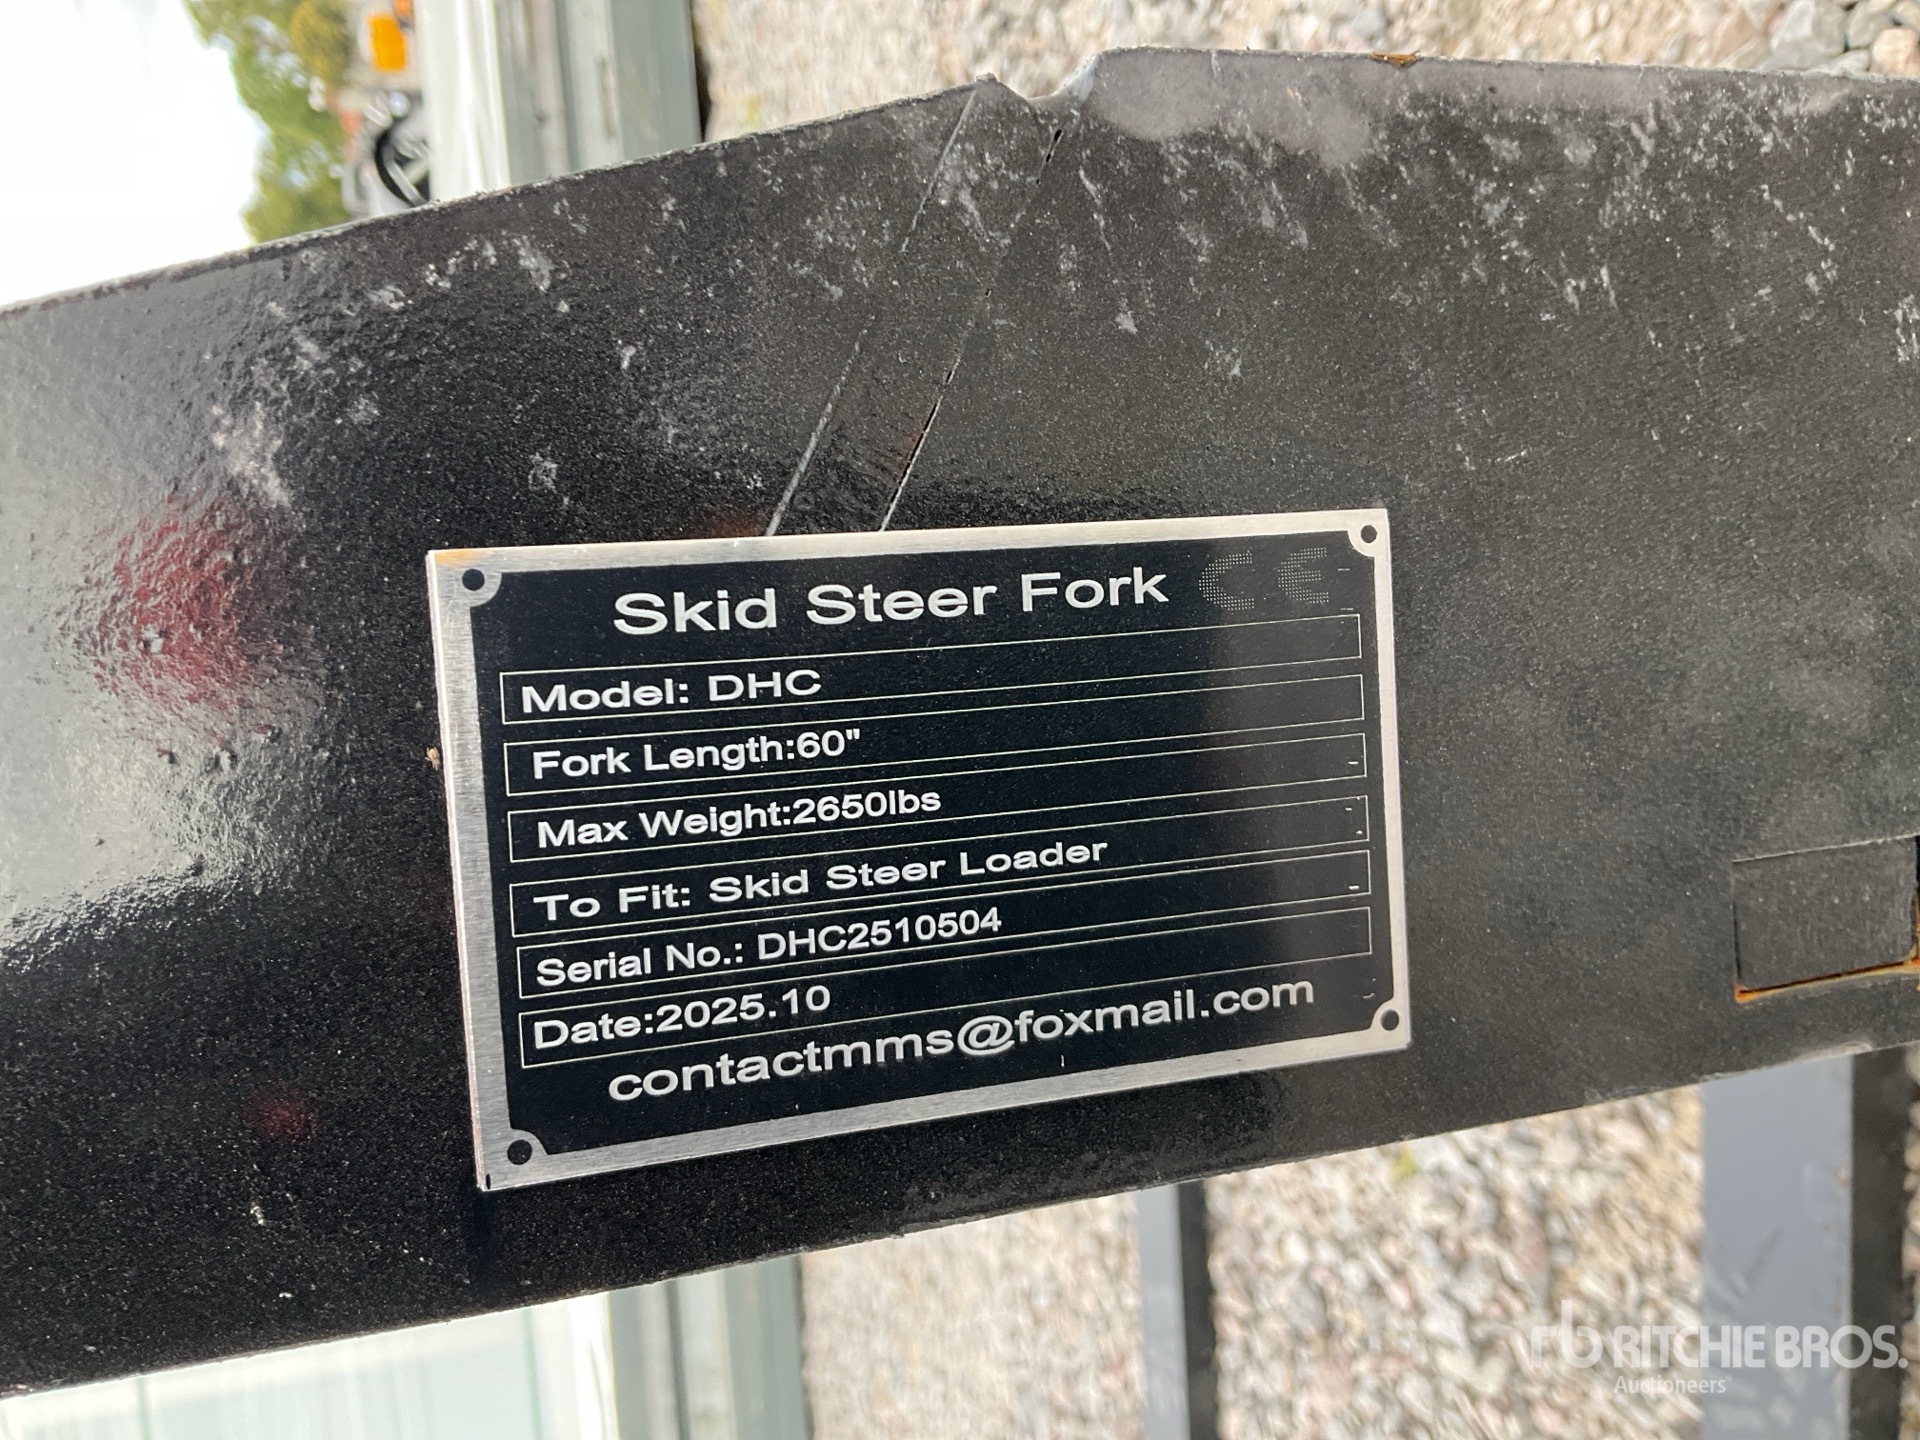 Skid Steer Fork CE
Model: DHC
Fork Length:60"
Max Weight:2650lbs
To Fit: Skid Steer Loader
Serial No.: DHC2510504
Date:2025.10
contactmms@foxmail.com
rb RITCHIE BROS.
Auctioneers